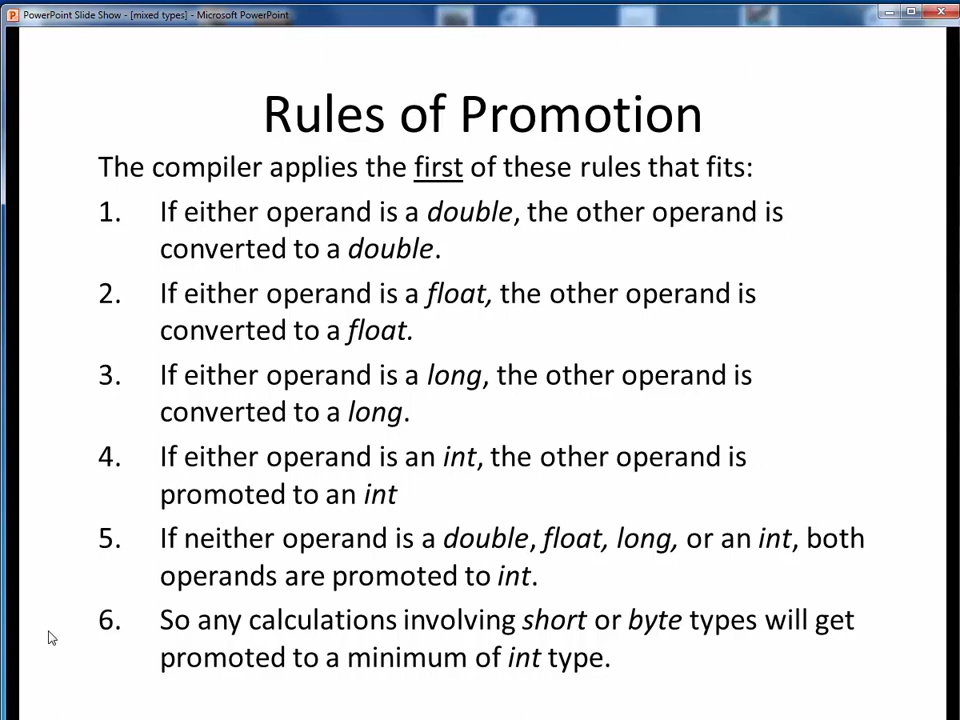 PowerPoint Slide Show - [mixed types] - Microsoft PowerPoint
Rules of Promotion
The compiler applies the first of these rules that fits:
1. If either operand is a double, the other operand is
converted to a double.
2. If either operand is a float, the other operand is
converted to a float.
3. If either operand is a long, the other operand is
converted to a long.
4. If either operand is an int, the other operand is
promoted to an int
5. If neither operand is a double, float, long, or an int, both
operands are promoted to int.
6. So any calculations involving short or byte types will get
promoted to a minimum of int type.